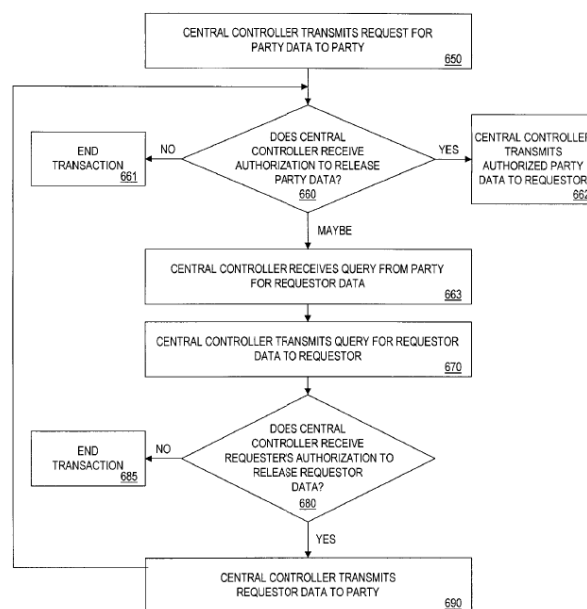 CENTRAL CONTROLLER TRANSMITS REQUEST FOR
PARTY DATA TO PARTY
650
DOES CENTRAL
CONTROLLER RECEIVE
AUTHORIZATION TO RELEASE
PARTY DATA?
660
NO
END
TRANSACTION
661
YES
CENTRAL CONTROLLER
TRANSMITS
AUTHORIZED PARTY
DATA TO REQUESTOR
662
MAYBE
CENTRAL CONTROLLER RECEIVES QUERY FROM PARTY
FOR REQUESTOR DATA
663
CENTRAL CONTROLLER TRANSMITS QUERY FOR REQUESTOR
DATA TO REQUESTOR
670
DOES CENTRAL
CONTROLLER RECEIVE
REQUESTER'S AUTHORIZATION TO
RELEASE REQUESTOR
DATA?
680
NO
END
TRANSACTION
685
YES
CENTRAL CONTROLLER TRANSMITS
REQUESTOR DATA TO PARTY
690